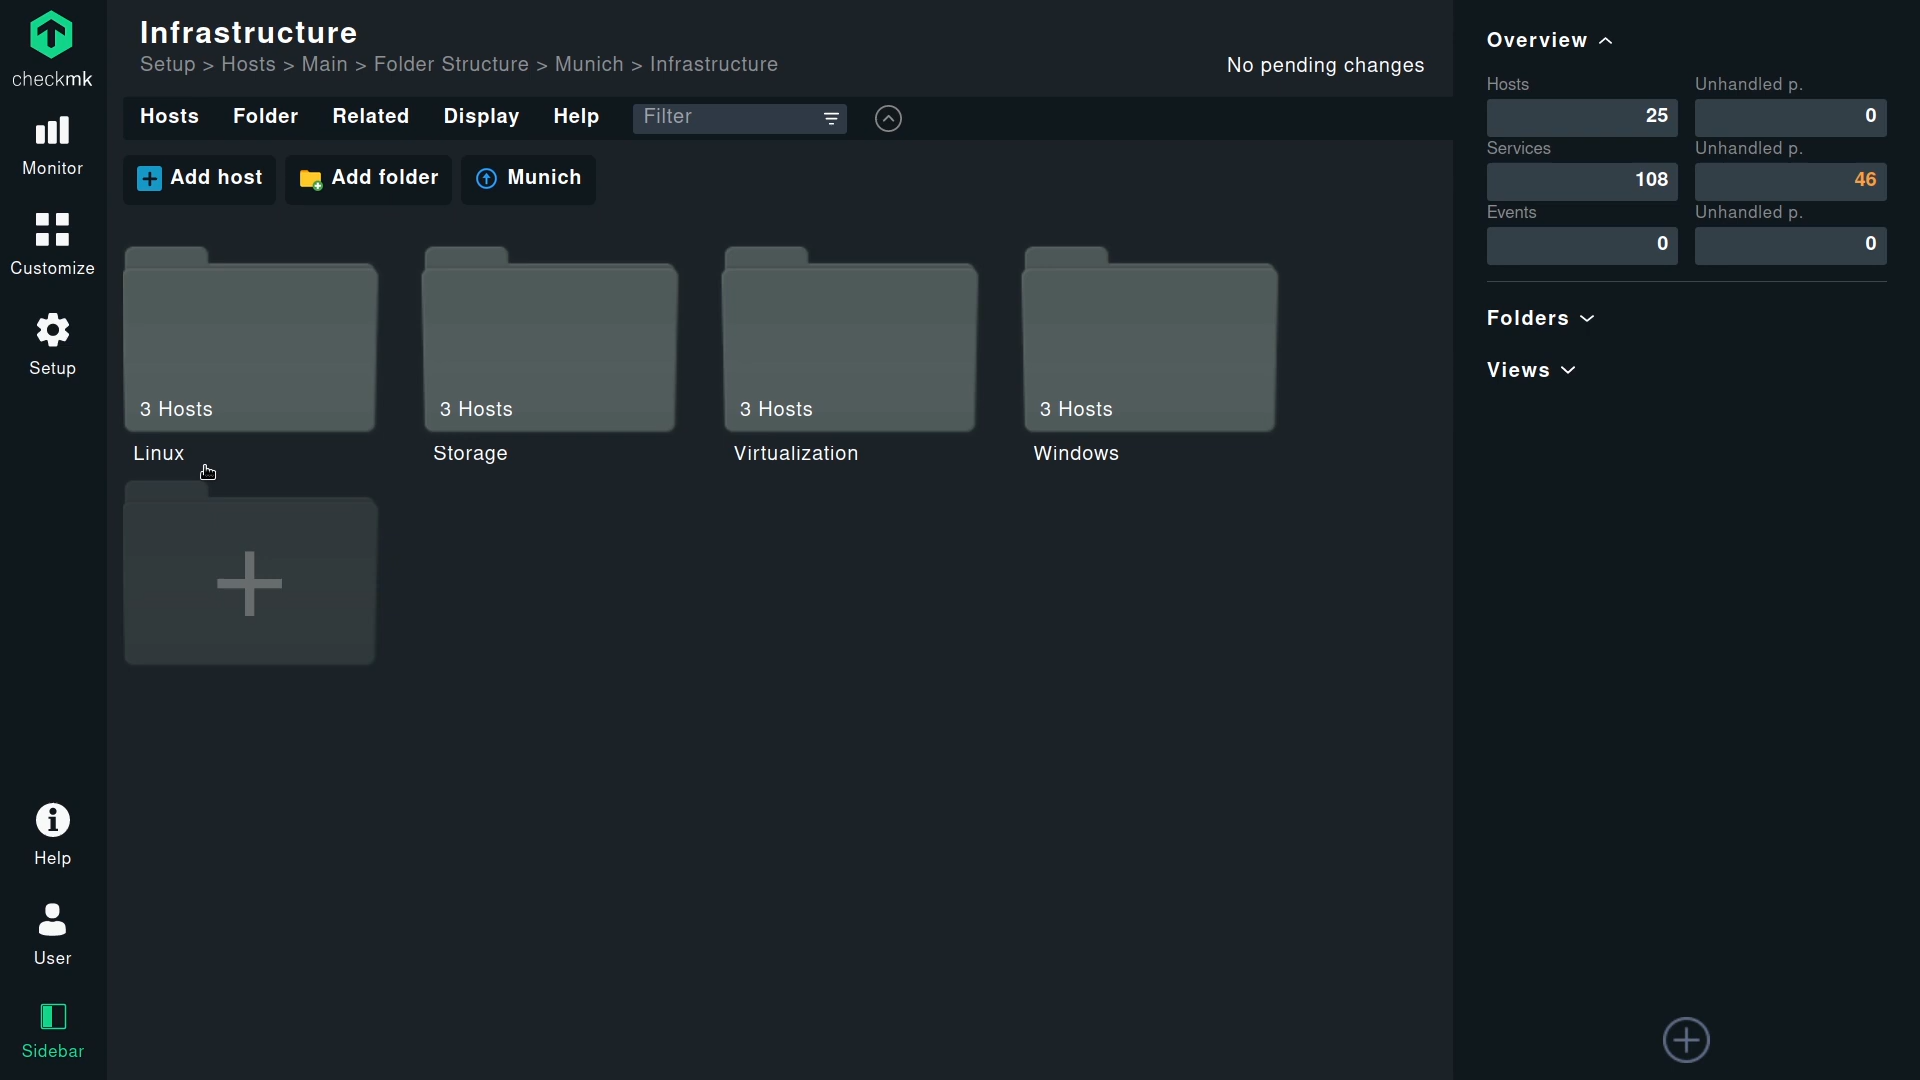 checkmk
Monitor
Customize
Setup
Help
User
Sidebar
Infrastructure
Setup > Hosts > Main > Folder Structure > Munich > Infrastructure
No pending changes
Hosts Folder Related Display Help Filter
Add host Add folder Munich
3 Hosts 3 Hosts 3 Hosts 3 Hosts
Linux Storage Virtualization Windows
Overview
Hosts Unhandled p.
25 0
Services Unhandled p.
108 46
Events Unhandled p.
0 0
Folders
Views